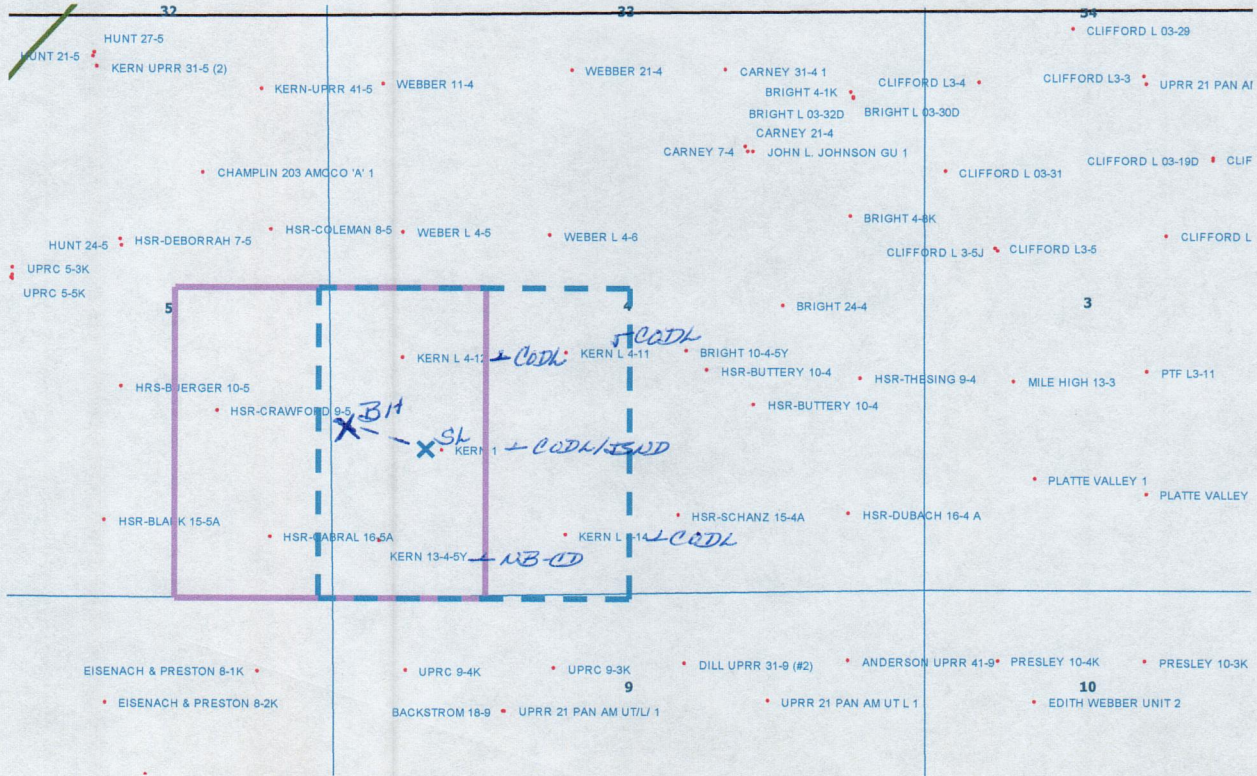 32
33
34
HUNT 27-5
CLIFFORD L 03-29
HUNT 21-5
KERN UPRR 31-5 (2)
WEBBER 21-4
CARNEY 31-4 1
CLIFFORD L3-3
KERN-UPRR 41-5
WEBBER 11-4
CLIFFORD L3-4
UPRR 21 PAN
BRIGHT 4-1K
BRIGHT L 03-32D
BRIGHT L 03-30D
CARNEY 21-4
CARNEY 7-4
JOHN L. JOHNSON GU 1
CLIFFORD L 03-19D
CLIF
CHAMPLIN 203 AMOCO 'A' 1
CLIFFORD L 03-31
BRIGHT 4-8K
HUNT 24-5
HSR-DEBORRAH 7-5
HSR-COLEMAN 8-5
WEBER L 4-5
WEBER L 4-6
CLIFFORD L
CLIFFORD L 3-5J
CLIFFORD L3-5
UPRC 5-3K
UPRC 5-5K
5
4
3
BRIGHT 24-4
CODL
KERN L 4-12
CODL
KERN L 4-11
BRIGHT 10-4-5Y
HSR-BUTTERY 10-4
HSR-THESING 9-4
MILE HIGH 13-3
PTF L3-11
HRS-BUERGER 10-5
HSR-CRAWFORD 9-5
BH
HSR-BUTTERY 10-4
SL
KERN 1
CODL/JSND
PLATTE VALLEY 1
PLATTE VALLEY
HSR-BLANK 15-5A
HSR-CABRAL 16-5A
KERN L
CODL
HSR-SCHANZ 15-4A
HSR-DUBACH 16-4 A
KERN 13-4-5Y
NB-CD
EISENACH & PRESTON 8-1K
UPRC 9-4K
UPRC 9-3K
DILL UPRR 31-9 (#2)
ANDERSON UPRR 41-9
PRESLEY 10-4K
PRESLEY 10-3K
9
10
EISENACH & PRESTON 8-2K
BACKSTROM 18-9
UPRR 21 PAN AM UT/L/ 1
UPRR 21 PAN AM UT L 1
EDITH WEBBER UNIT 2